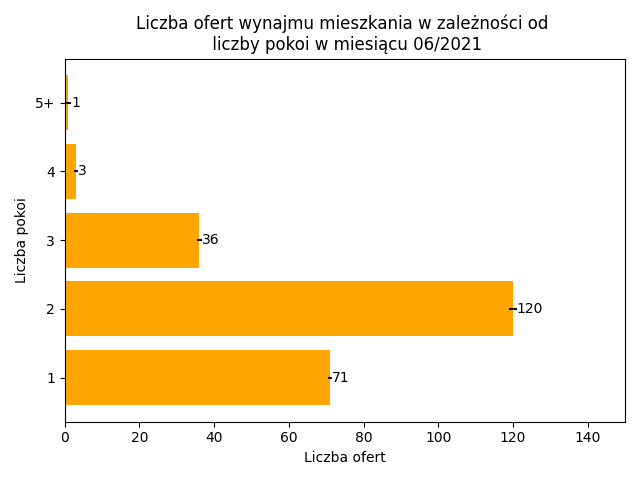 Liczba ofert wynajmu mieszkania w zależności od
liczby pokoi w miesiącu 06/2021
5+
1
4
3
3
36
2
120
1
71
0 20 40 60 80 100 120 140
Liczba pokoi
Liczba ofert